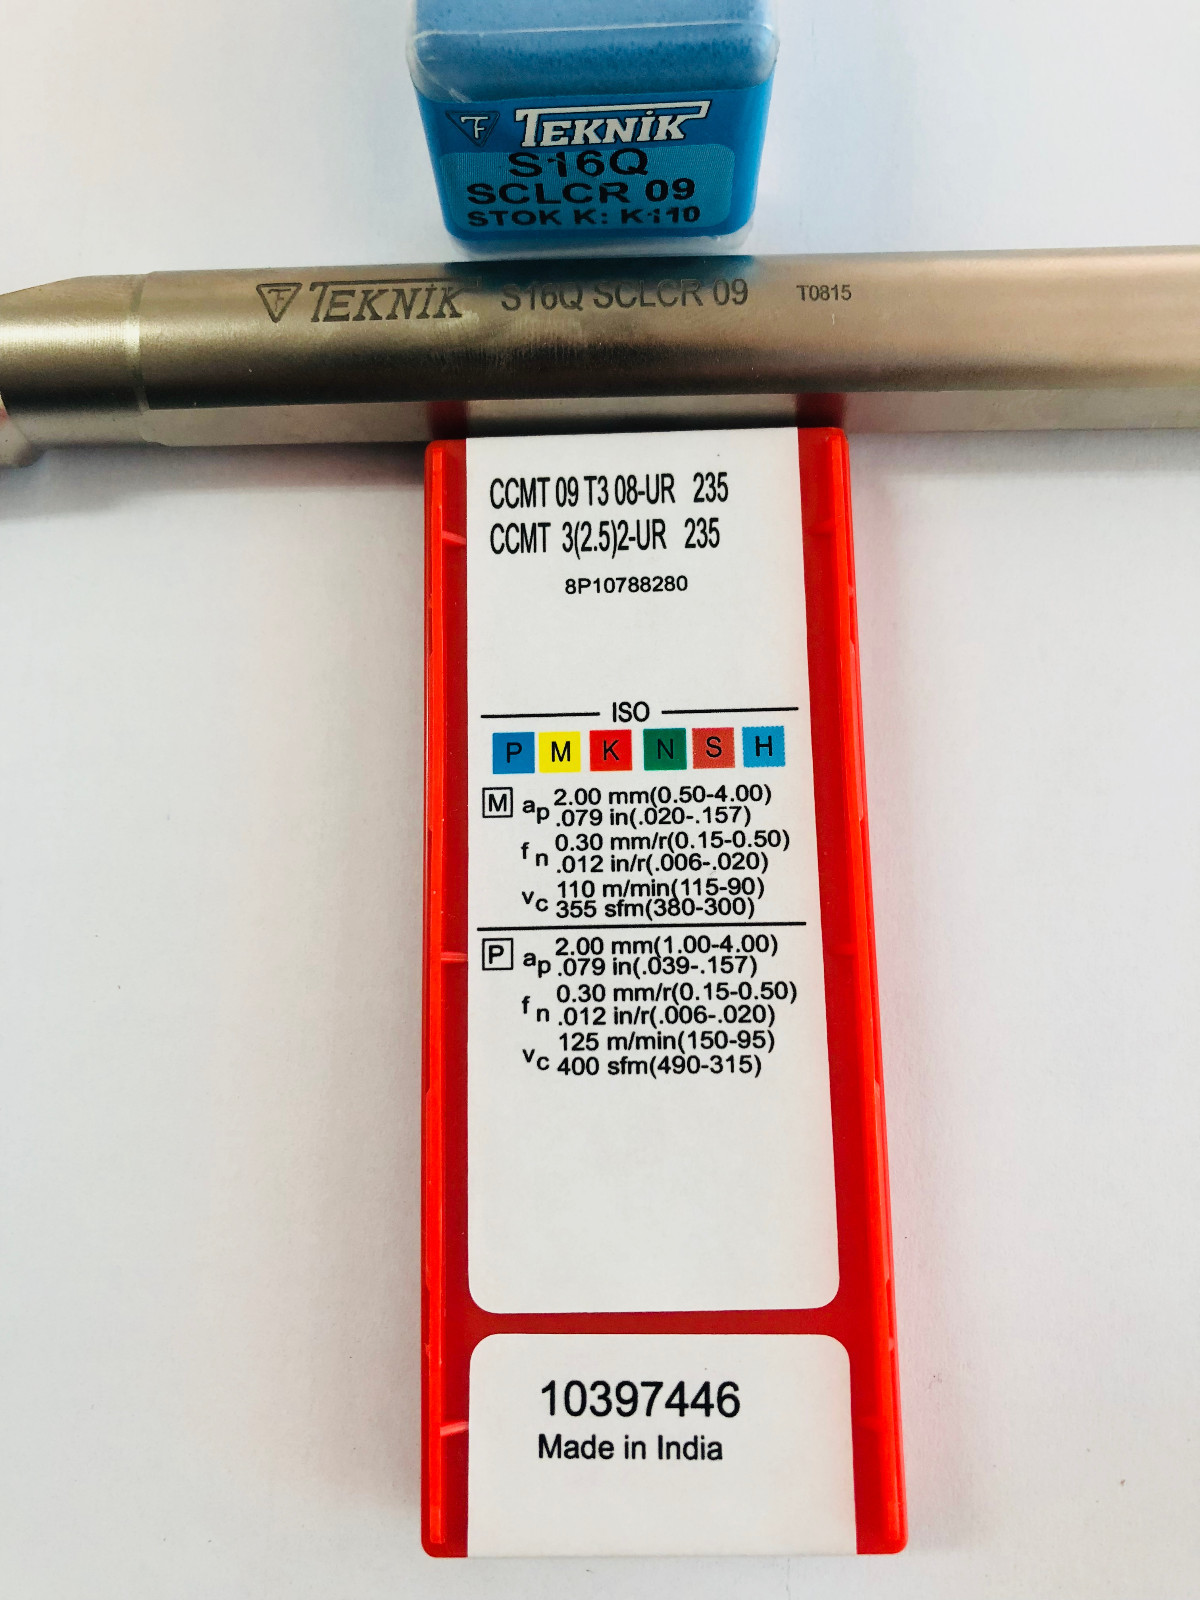 TEKNİK
S16Q
SCLCR 09
STOK K: K110
TEKNİK S16Q SCLCR 09 T0815
CCMT 09 T3 08-UR 235
CCMT 3(2.5)2-UR 235
8P10788280
ISO
P M K N S H
M ap 2.00 mm(0.50-4.00)
.079 in(.020-.157)
fn 0.30 mm/r(0.15-0.50)
.012 in/r(.006-.020)
vc 110 m/min(115-90)
355 sfm(380-300)
P ap 2.00 mm(1.00-4.00)
.079 in(.039-.157)
fn 0.30 mm/r(0.15-0.50)
.012 in/r(.006-.020)
vc 125 m/min(150-95)
400 sfm(490-315)
10397446
Made in India